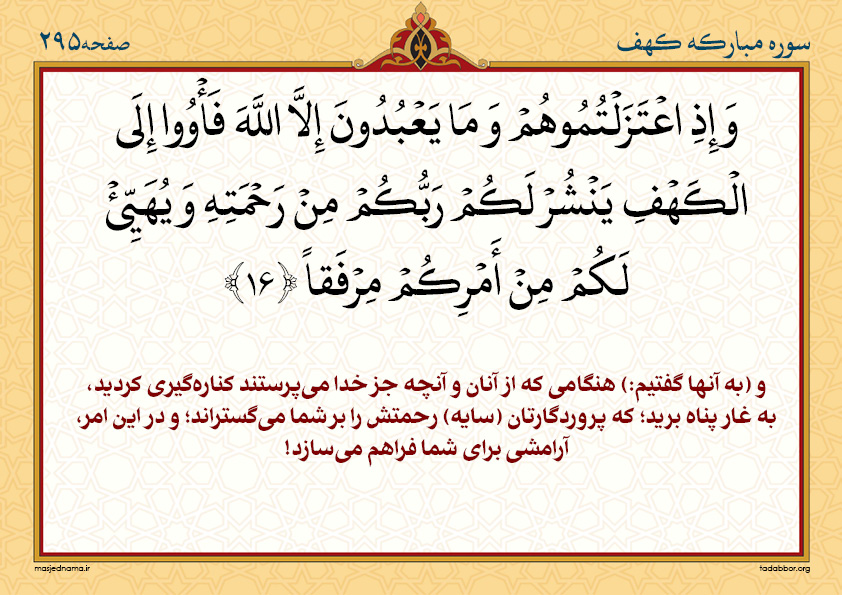 سوره مبارکه کهف
صفحه۲۹۵
وَ إِذِ اعْتَزَلْتُمُوهُمْ وَ مَا يَعْبُدُونَ إِلَّا اللَّهَ فَأْوُوا إِلَى
الْكَهْفِ يَنْشُرْ لَكُمْ رَبُّكُمْ مِنْ رَحْمَتِهِ وَ يُهَيِّئْ
لَكُمْ مِنْ أَمْرِكُمْ مِرْفَقاً ﴿۱۶﴾
و (به آنها گفتیم:) هنگامی که از آنان و آنچه جز خدا می‌پرستند کناره‌گیری کردید،
به غار پناه برید؛ که پروردگارتان (سایه) رحمتش را بر شما می‌گستراند؛ و در این امر،
آرامشی برای شما فراهم می‌سازد!
masjednama.ir
tadabbor.org